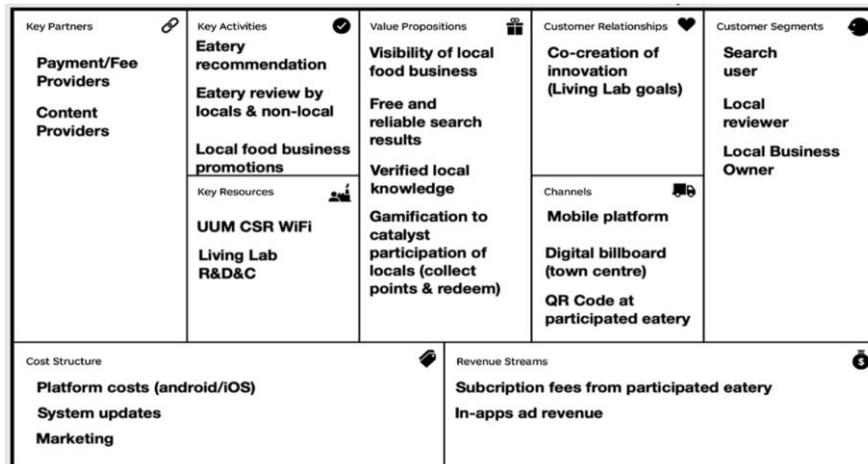 Key Partners
Payment/Fee
Providers
Content
Providers
Key Activities
Eatery
recommendation
Eatery review by
locals & non-local
Local food business
promotions
Key Resources
UUM CSR WiFi
Living Lab
R&D&C
Value Propositions
Visibility of local
food business
Free and
reliable search
results
Verified local
knowledge
Gamification to
catalyst
participation of
locals (collect
points & redeem)
Customer Relationships
Co-creation of
innovation
(Living Lab goals)
Channels
Mobile platform
Digital billboard
(town centre)
QR Code at
participated eatery
Customer Segments
Search
user
Local
reviewer
Local Business
Owner
Cost Structure
Platform costs (android/iOS)
System updates
Marketing
Revenue Streams
$
Subcription fees from participated eatery
In-apps ad revenue